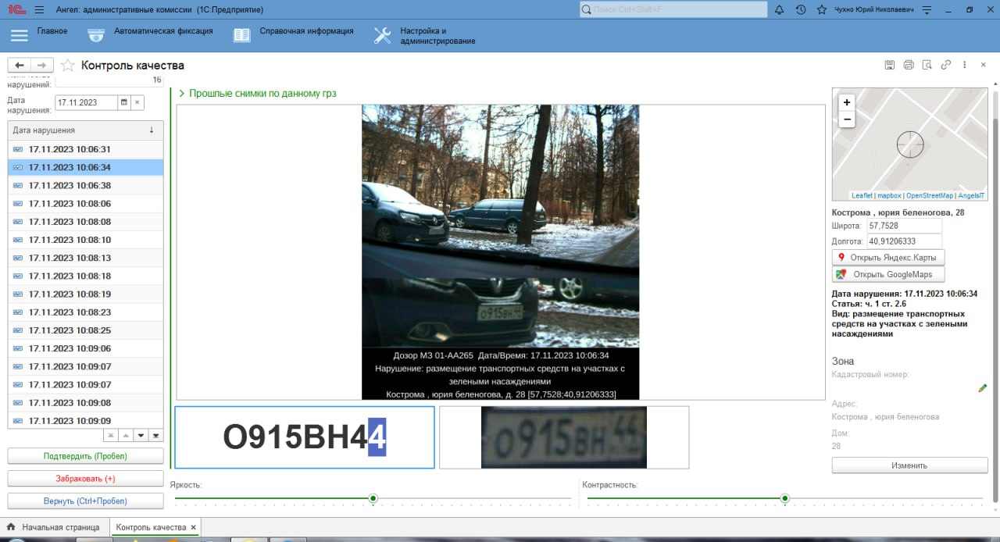 1С Ангел: административные комиссии (1С:Предприятие)
Поиск Ctrl+Shift+F
Чухно Юрий Николаевич
Главное
Автоматическая фиксация
Справочная информация
Настройка и
администрирование
Контроль качества
нарушений:
16
Дата
нарушения:
17.11.2023
Дата нарушения
17.11.2023 10:06:31
17.11.2023 10:06:34
17.11.2023 10:06:38
17.11.2023 10:08:06
17.11.2023 10:08:08
17.11.2023 10:08:10
17.11.2023 10:08:13
17.11.2023 10:08:18
17.11.2023 10:08:19
17.11.2023 10:08:23
17.11.2023 10:08:25
17.11.2023 10:09:06
17.11.2023 10:09:07
17.11.2023 10:09:07
17.11.2023 10:09:08
17.11.2023 10:09:09
Подтвердить (Пробел)
Забраковать (+)
Вернуть (Ctrl+Пробел)
Прошлые снимки по данному грз
О915ВН 44
Дозор МЗ 01-АА265 Дата/Время: 17.11.2023 10:06:34
Нарушение: размещение транспортных средств на участках с
зелеными насаждениями
Кострома , юрия беленогова, д. 28 [57,7528;40,91206333]
О915ВН44
О915ВН 44
Яркость:
Контрастность:
+
−
Leaflet | mapbox | OpenStreetMap | AngelsIT
Кострома , юрия беленогова, 28
Широта: 57,7528
Долгота: 40,91206333
Открыть Яндекс.Карты
Открыть GoogleMaps
Дата нарушения: 17.11.2023 10:06:34
Статья: ч. 1 ст. 2.6
Вид: размещение транспортных
средств на участках с зелеными
насаждениями
Зона
Кадастровый номер:
Адрес:
Кострома , юрия беленогова
Дом:
28
Изменить
Начальная страница
Контроль качества